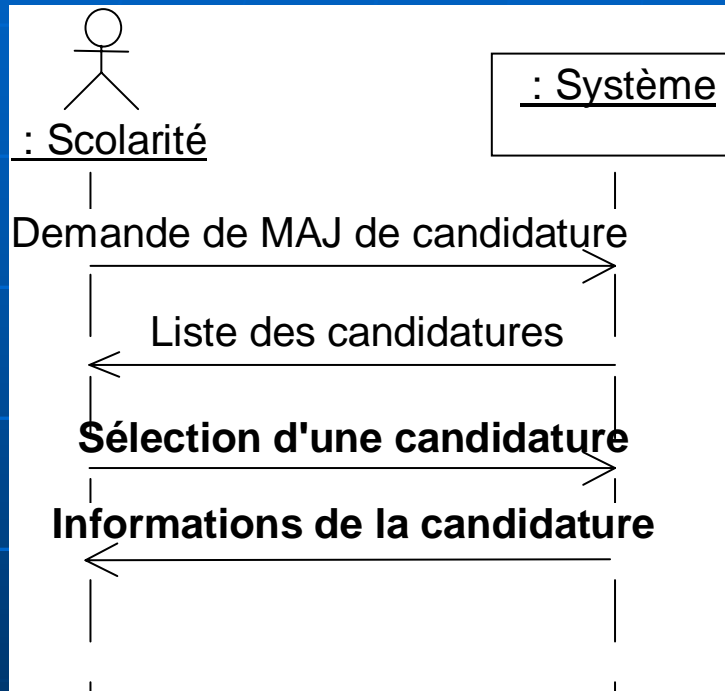 : Système
: Scolarité
Demande de MAJ de candidature
Liste des candidatures
Sélection d'une candidature
Informations de la candidature